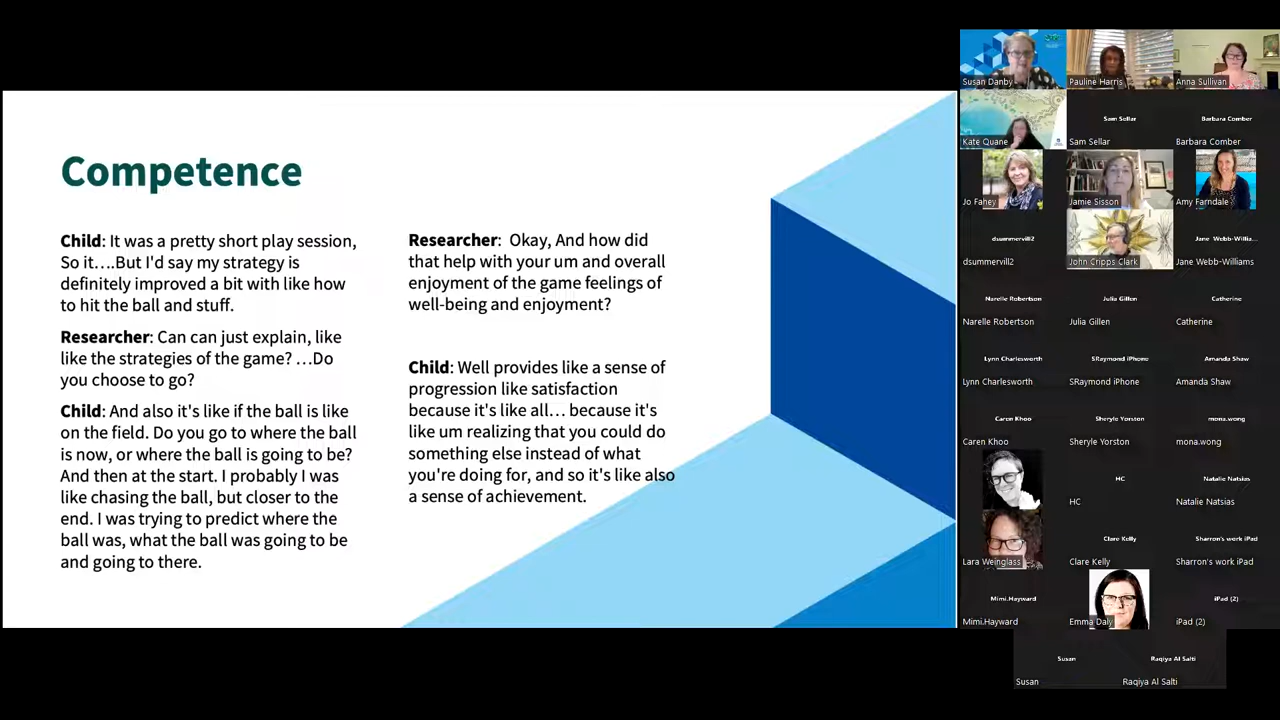 Competence
Child: It was a pretty short play session,
So it….But I'd say my strategy is
definitely improved a bit with like how
to hit the ball and stuff.
Researcher: Can can just explain, like
like the strategies of the game? …Do
you choose to go?
Child: And also it's like if the ball is like
on the field. Do you go to where the ball
is now, or where the ball is going to be?
And then at the start. I probably I was
like chasing the ball, but closer to the
end. I was trying to predict where the
ball was, what the ball was going to be
and going to there.
Researcher:  Okay, And how did
that help with your um and overall
enjoyment of the game feelings of
well-being and enjoyment?
Child: Well provides like a sense of
progression like satisfaction
because it's like all… because it's
like um realizing that you could do
something else instead of what
you're doing for, and so it's like also
a sense of achievement.
Susan Danby
Pauline Harris
Anna Sullivan
Kate Quane
Sam Sellar
Sam Sellar
Barbara Comber
Barbara Comber
Jo Fahey
Jamie Sisson
Amy Farndale
dsummervill2
dsummervill2
John Cripps Clark
Jane Webb-Willia...
Jane Webb-Williams
Narelle Robertson
Narelle Robertson
Julia Gillen
Julia Gillen
Catherine
Catherine
Lynn Charlesworth
Lynn Charlesworth
SRaymond iPhone
SRaymond iPhone
Amanda Shaw
Amanda Shaw
Caren Khoo
Caren Khoo
Sheryle Yorston
Sheryle Yorston
mona.wong
mona.wong
HC
HC
Natalie Natsias
Natalie Natsias
Lara Weinglass
Clare Kelly
Clare Kelly
Sharron's work iPad
Sharron's work iPad
Mimi.Hayward
Mimi.Hayward
Emma Daly
iPad (2)
iPad (2)
Susan
Susan
Raqiya Al Salti
Raqiya Al Salti